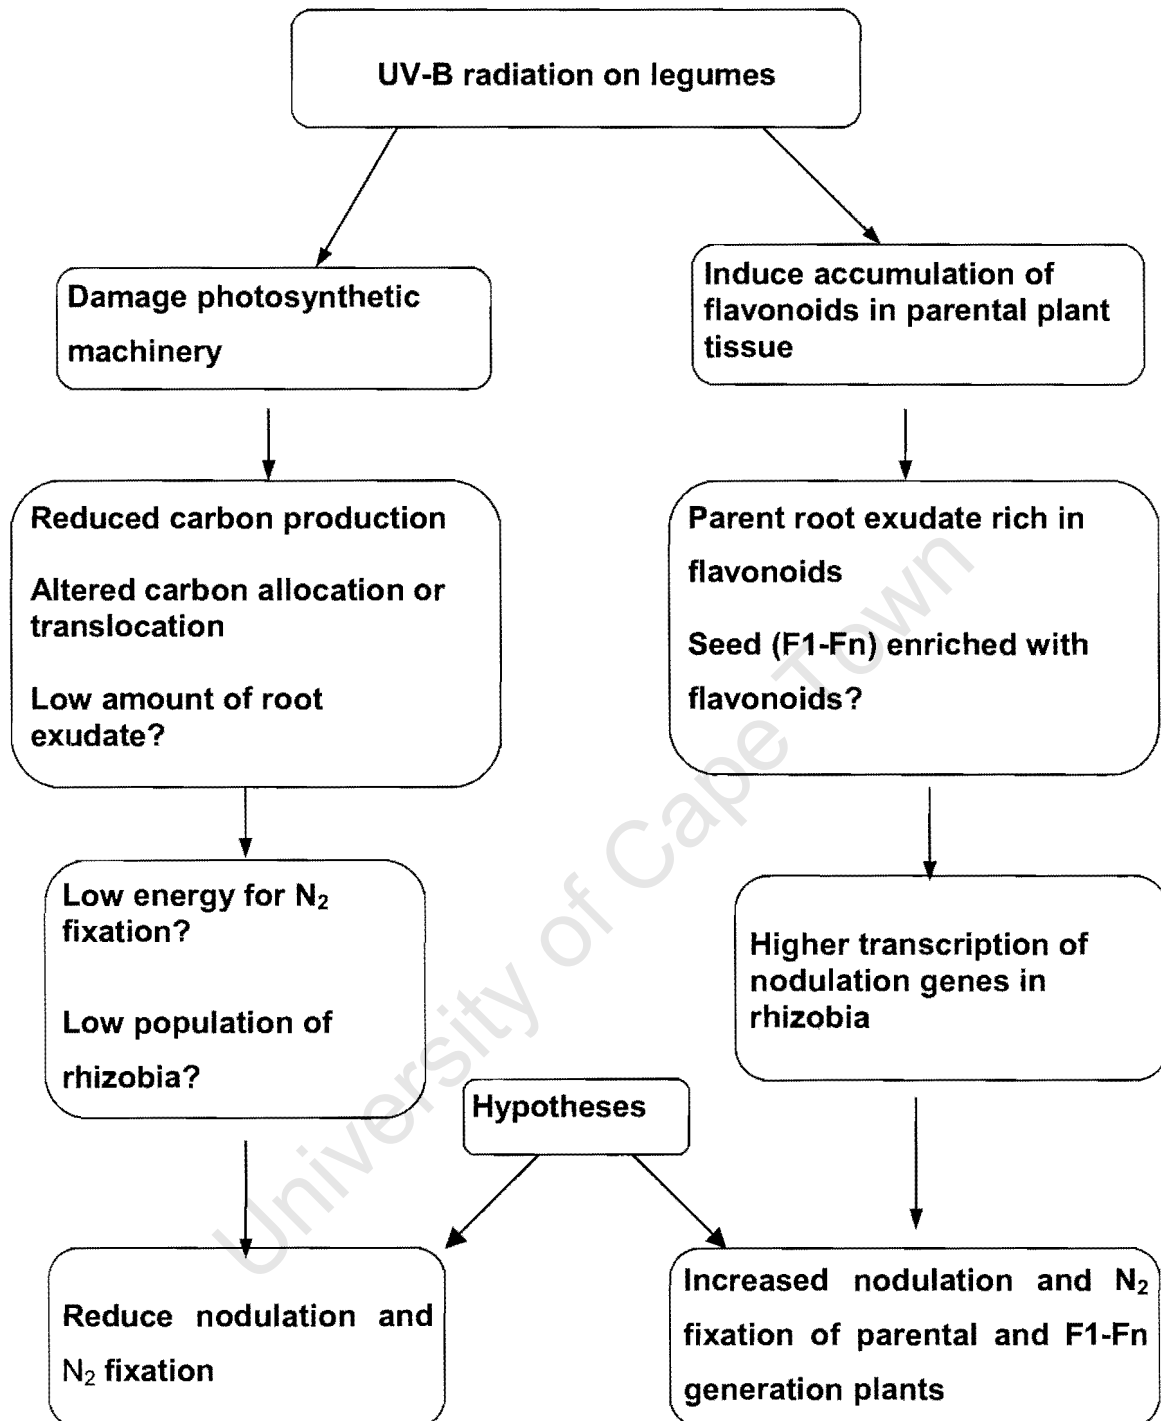 UV-B radiation on legumes
Damage photosynthetic
machinery
Induce accumulation of
flavonoids in parental plant
tissue
Reduced carbon production
Altered carbon allocation or
translocation
Low amount of root
exudate?
Parent root exudate rich in
flavonoids
Seed (F1-Fn) enriched with
flavonoids?
Low energy for N₂
fixation?
Low population of
rhizobia?
Higher transcription of
nodulation genes in
rhizobia
Hypotheses
Reduce nodulation and
N₂ fixation
Increased nodulation and N₂
fixation of parental and F1-Fn
generation plants
University of Cape Town